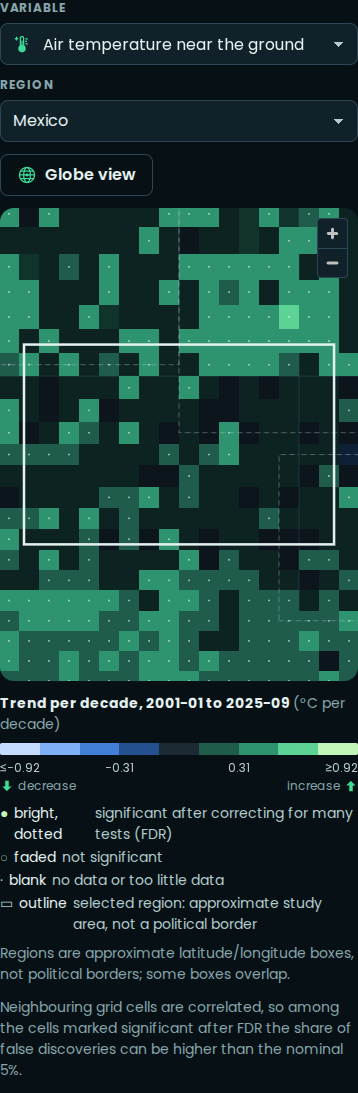 VARIABLE
Air temperature near the ground
REGION
Mexico
Globe view
+
−
Trend per decade, 2001-01 to 2025-09 (°C per
decade)
≤-0.92 -0.31 0.31 ≥0.92
decrease increase
bright, significant after correcting for many
dotted tests (FDR)
faded not significant
blank no data or too little data
outline selected region: approximate study
area, not a political border
Regions are approximate latitude/longitude boxes,
not political borders; some boxes overlap.
Neighbouring grid cells are correlated, so among
the cells marked significant after FDR the share of
false discoveries can be higher than the nominal
5%.